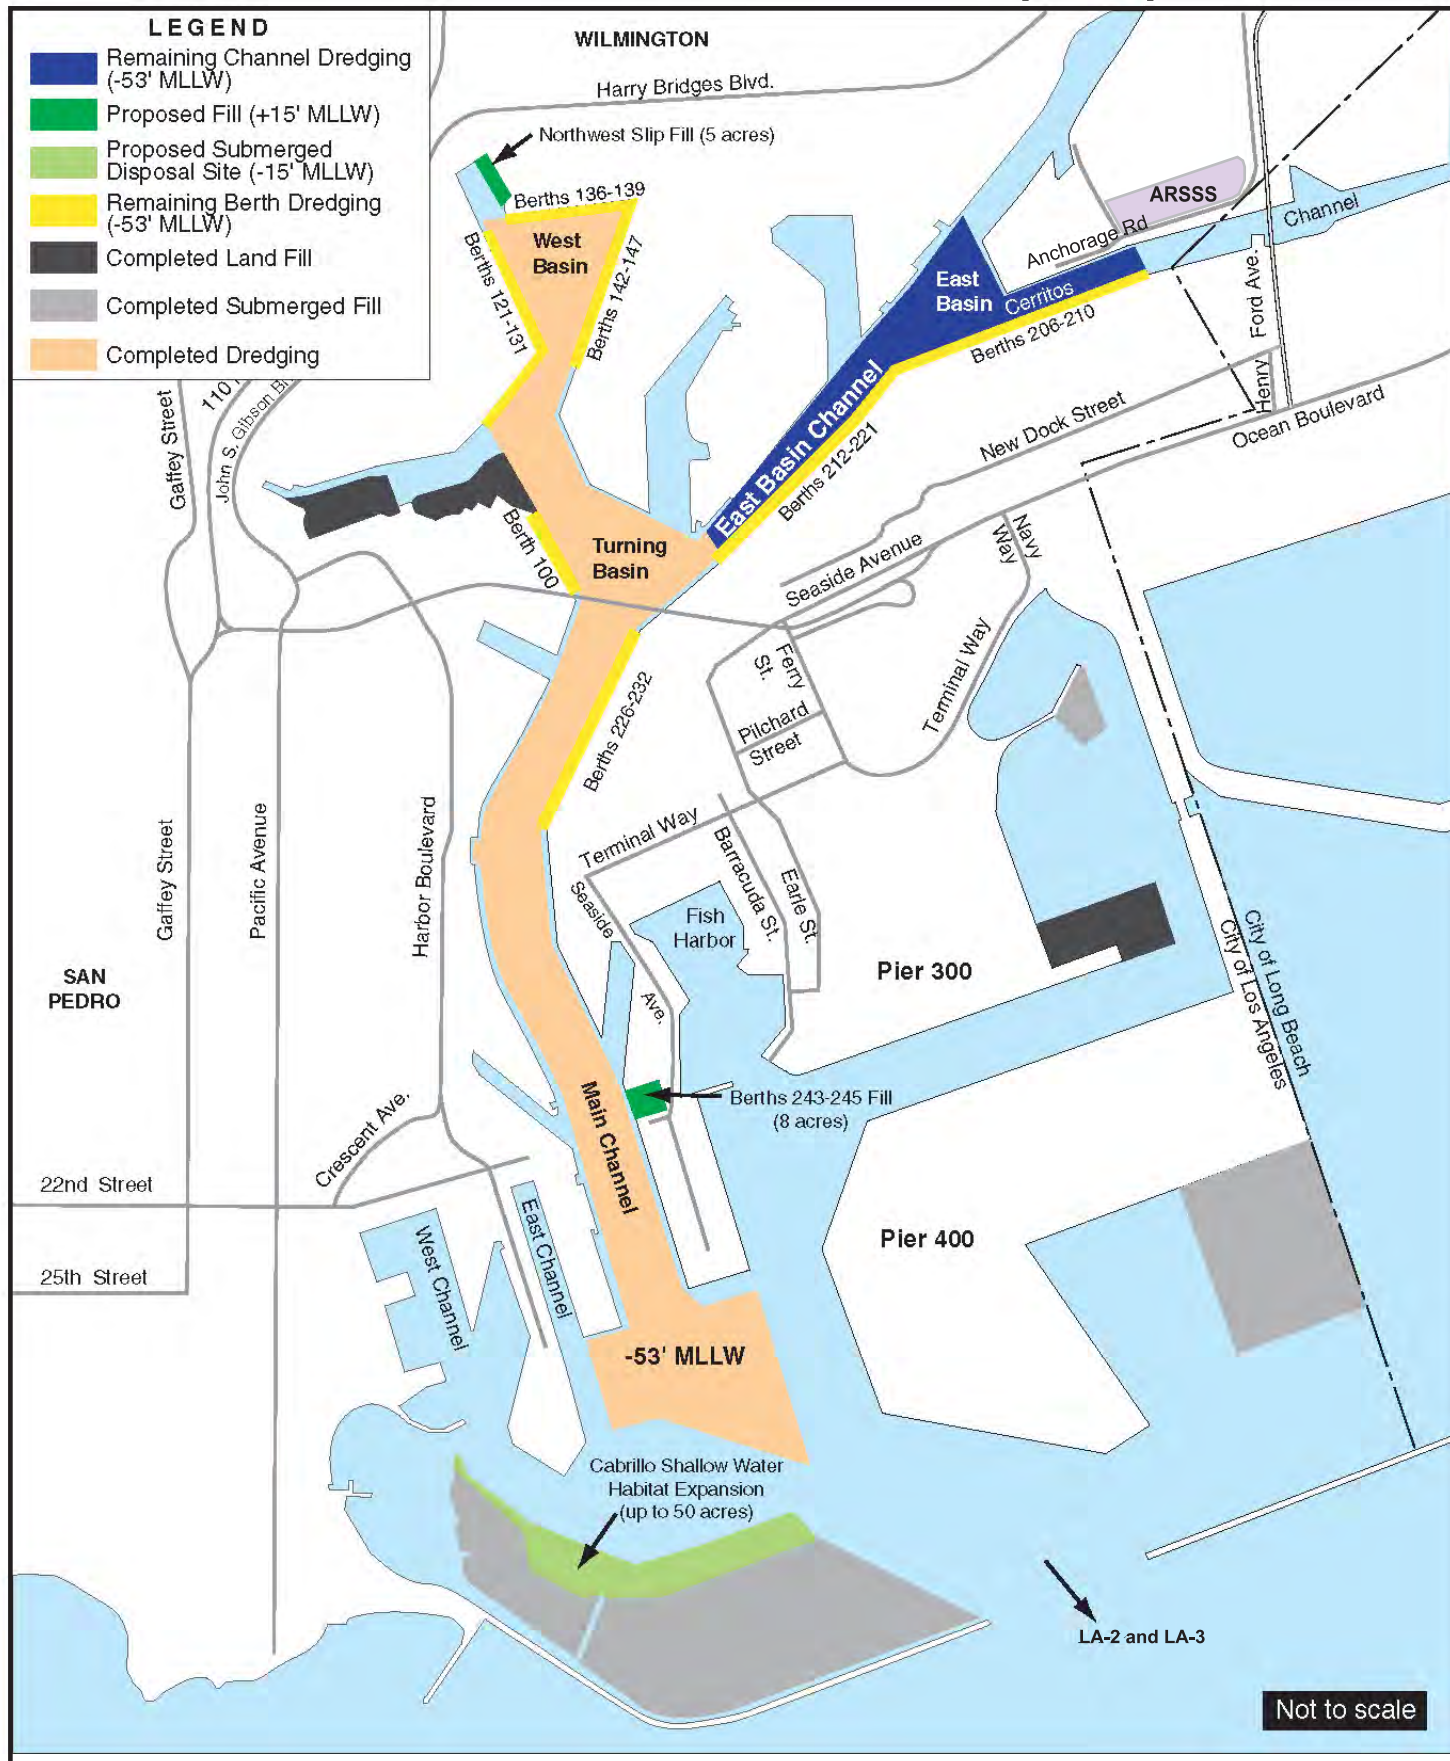 LEGEND
Remaining Channel Dredging
(-53' MLLW)
Proposed Fill (+15' MLLW)
Proposed Submerged
Disposal Site (-15' MLLW)
Remaining Berth Dredging
(-53' MLLW)
Completed Land Fill
Completed Submerged Fill
Completed Dredging
WILMINGTON
Harry Bridges Blvd.
Northwest Slip Fill (5 acres)
Berths 136-139
West
Basin
Berths 121-131
Berths 142-147
ARSSS
Anchorage Rd
Channel
East
Basin
Cerritos
Berths 206-210
Henry Ford Ave.
East Basin Channel
Berths 212-221
New Dock Street
Ocean Boulevard
Gaffey Street
110
John S. Gibson
Berth 100
Turning
Basin
Seaside Avenue
Navy
Way
Ferry
St.
Terminal Way
Pilchard
Street
Berths 226-232
Terminal Way
Barracuda St.
Earle St.
Seaside
Ave.
Fish
Harbor
Gaffey Street
Pacific Avenue
Harbor Boulevard
SAN
PEDRO
Pier 300
City of Long Beach
City of Los Angeles
Main Channel
Berths 243-245 Fill
(8 acres)
Crescent Ave.
22nd Street
25th Street
West Channel
East Channel
Pier 400
-53' MLLW
Cabrillo Shallow Water
Habitat Expansion
(up to 50 acres)
LA-2 and LA-3
Not to scale